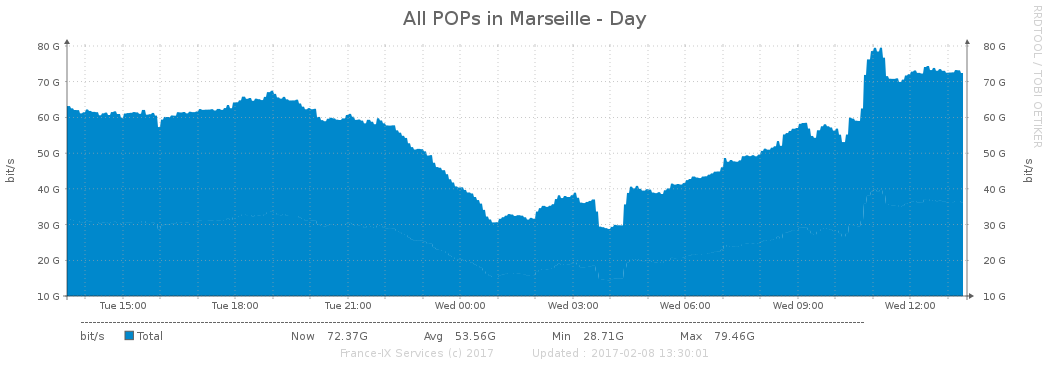 All POPs in Marseille - Day
RRDTOOL / TOBI OETIKER
bit/s
80 G
70 G
60 G
50 G
40 G
30 G
20 G
10 G
80 G
70 G
60 G
50 G
40 G
30 G
20 G
10 G
bit/s
Tue 15:00 Tue 18:00 Tue 21:00 Wed 00:00 Wed 03:00 Wed 06:00 Wed 09:00 Wed 12:00
bit/s Total Now 72.37G Avg 53.56G Min 28.71G Max 79.46G
France-IX Services (c) 2017 Updated : 2017-02-08 13:30:01